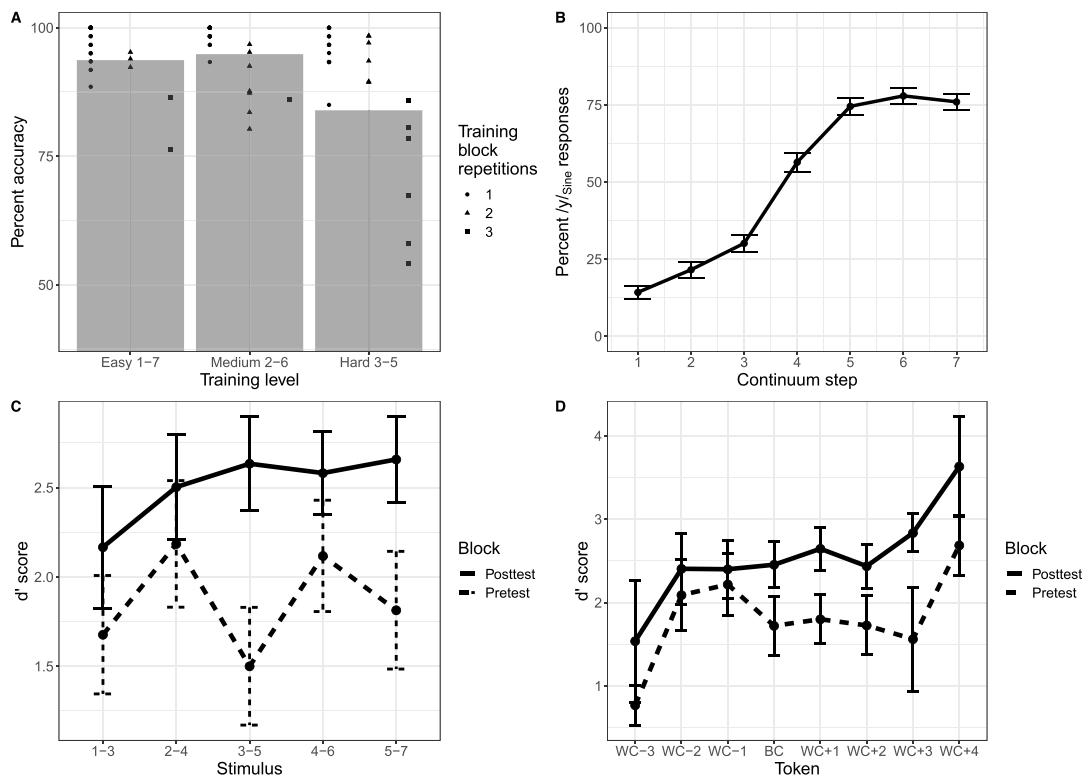 A
100
75
50
Percent accuracy
Easy 1−7
Medium 2−6
Hard 3−5
Training level
Training
block
repetitions
1
2
3
B
100
75
50
25
0
Percent /y/Sine responses
1 2 3 4 5 6 7
Continuum step
C
2.5
2.0
1.5
d' score
1−3 2−4 3−5 4−6 5−7
Stimulus
Block
Posttest
Pretest
D
4
3
2
1
d' score
WC−3 WC−2 WC−1 BC WC+1 WC+2 WC+3 WC+4
Token
Block
Posttest
Pretest